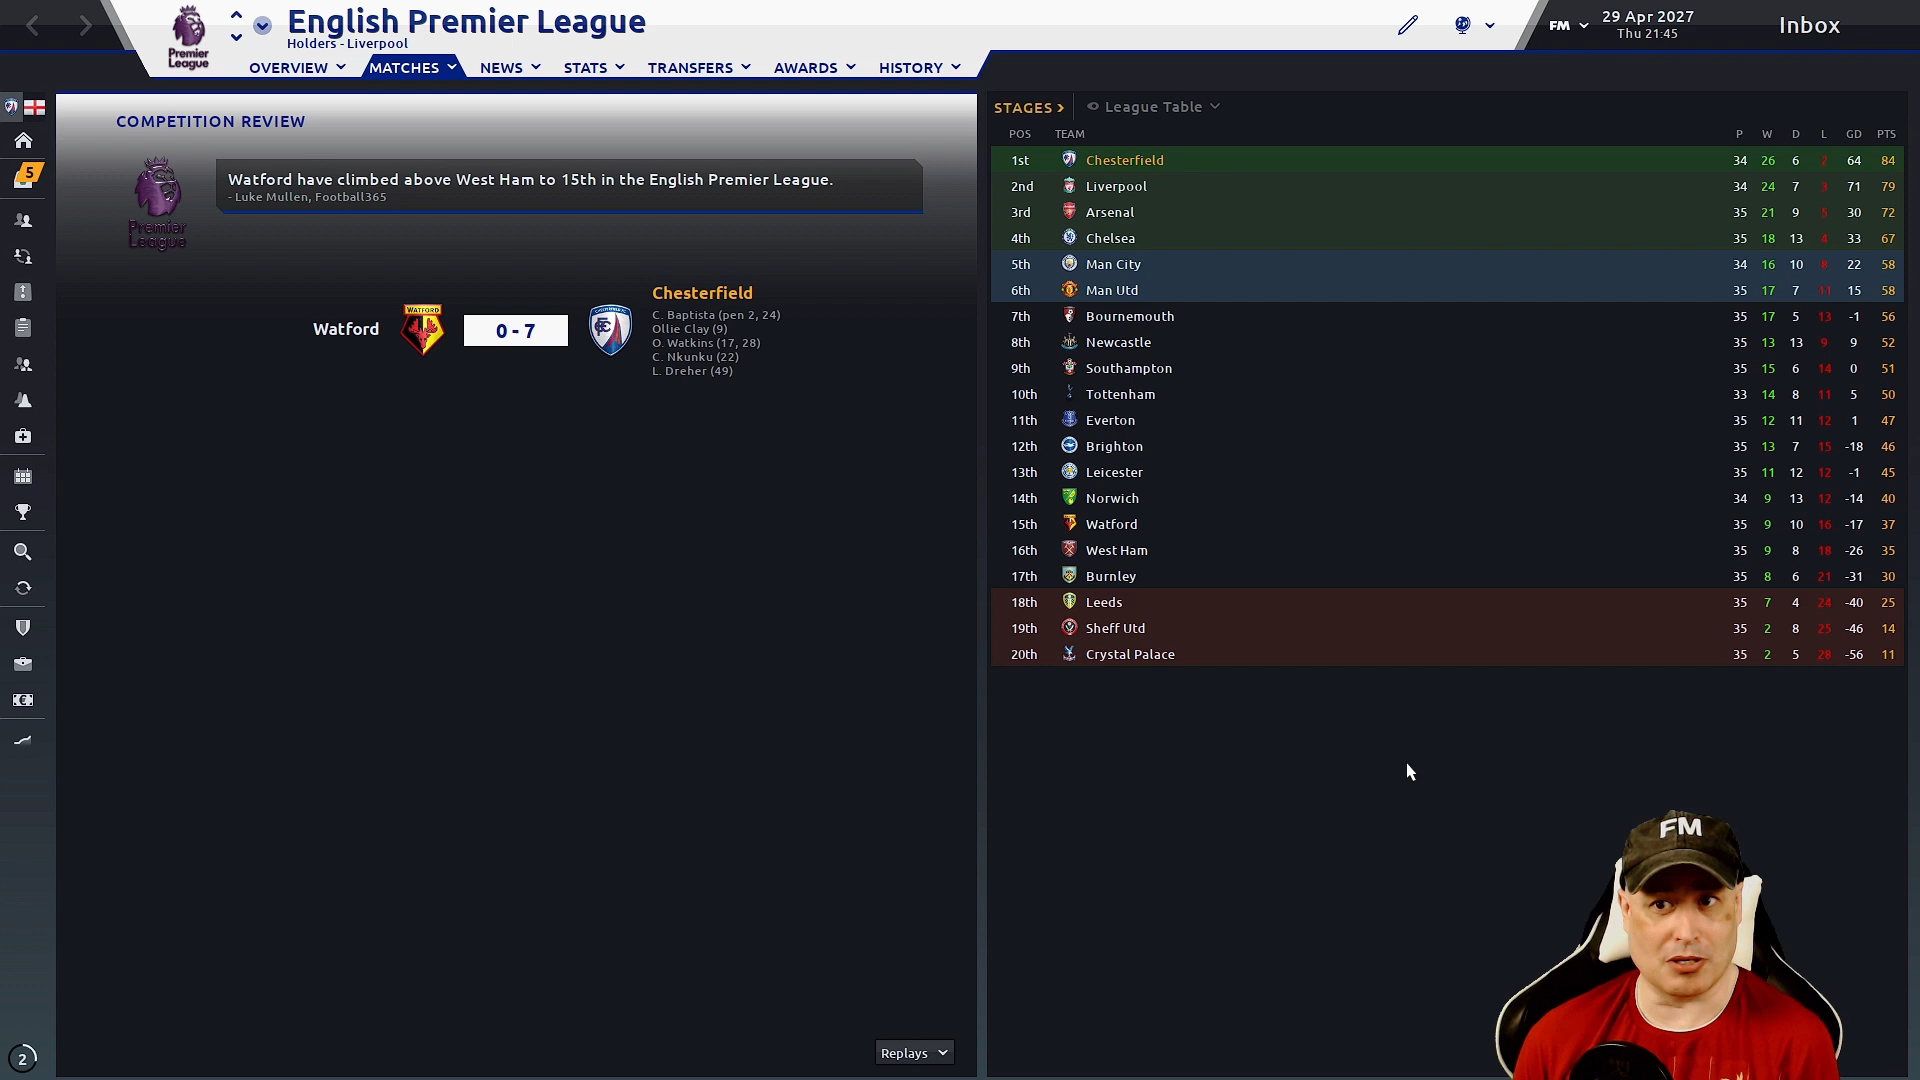 English Premier League
Holders - Liverpool
Premier
League
FM
29 Apr 2027
Thu 21:45
Inbox
OVERVIEW
MATCHES
NEWS
STATS
TRANSFERS
AWARDS
HISTORY
5
COMPETITION REVIEW
Premier
League
Watford have climbed above West Ham to 15th in the English Premier League.
- Luke Mullen, Football365
Watford
WATFORD
0 - 7
Chesterfield
C. Baptista (pen 2, 24)
Ollie Clay (9)
O. Watkins (17, 28)
C. Nkunku (22)
L. Dreher (49)
Replays
2
STAGES >
League Table
POS TEAM P W D L GD PTS
1st Chesterfield 34 26 6 2 64 84
2nd Liverpool 34 24 7 3 71 79
3rd Arsenal 35 21 9 5 30 72
4th Chelsea 35 18 13 4 33 67
5th Man City 34 16 10 8 22 58
6th Man Utd 35 17 7 11 15 58
7th Bournemouth 35 17 5 13 -1 56
8th Newcastle 35 13 13 9 9 52
9th Southampton 35 15 6 14 0 51
10th Tottenham 33 14 8 11 5 50
11th Everton 35 12 11 12 1 47
12th Brighton 35 13 7 15 -18 46
13th Leicester 35 11 12 12 -1 45
14th Norwich 34 9 13 12 -14 40
15th Watford 35 9 10 16 -17 37
16th West Ham 35 9 8 18 -26 35
17th Burnley 35 8 6 21 -31 30
18th Leeds 35 7 4 24 -40 25
19th Sheff Utd 35 2 8 25 -46 14
20th Crystal Palace 35 2 5 28 -56 11
FM